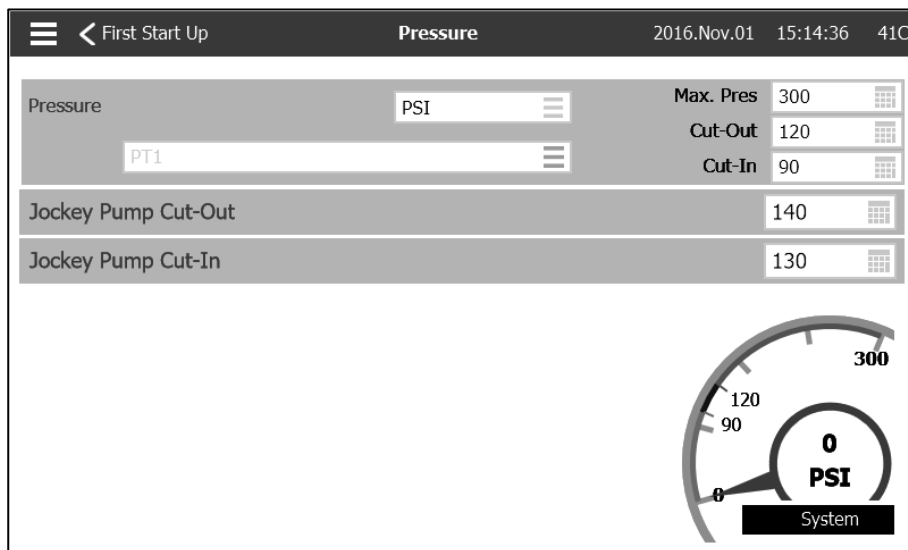 First Start Up Pressure 2016.Nov.01 15:14:36 41C
Pressure PSI Max. Pres 300
Cut-Out 120
PT1 Cut-In 90
Jockey Pump Cut-Out 140
Jockey Pump Cut-In 130
300
120
90
0
PSI
0
System